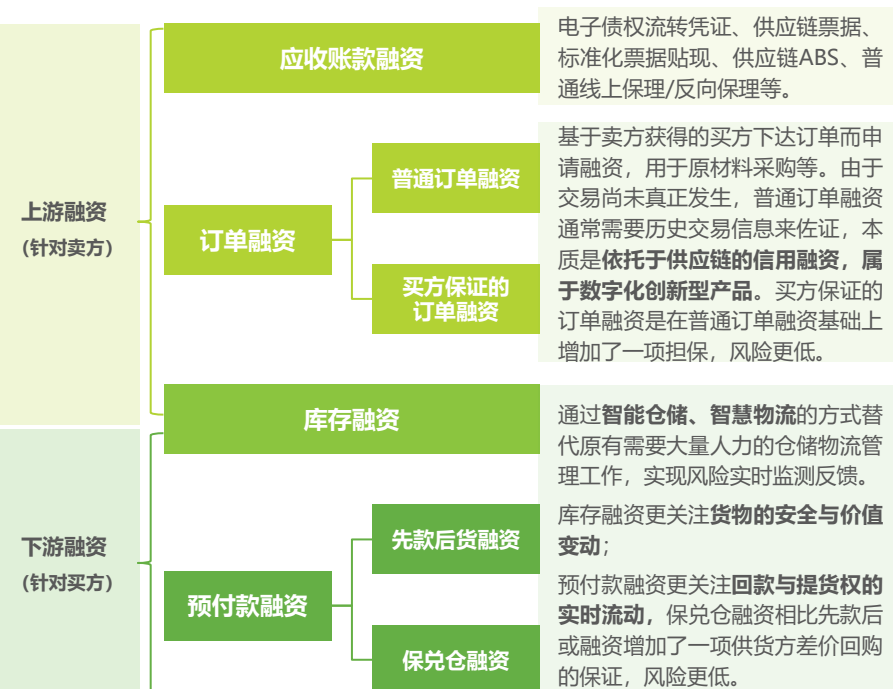 上游融资
(针对卖方)
应收账款融资
电子债权流转凭证、供应链票据、
标准化票据贴现、供应链ABS、普
通线上保理/反向保理等。
订单融资
普通订单融资
买方保证的
订单融资
基于卖方获得的买方下达订单而申
请融资，用于原材料采购等。由于
交易尚未真正发生，普通订单融资
通常需要历史交易信息来佐证，本
质是依托于供应链的信用融资，属
于数字化创新型产品。买方保证的
订单融资是在普通订单融资基础上
增加了一项担保，风险更低。
库存融资
通过智能仓储、智慧物流的方式替
代原有需要大量人力的仓储物流管
理工作，实现风险实时监测反馈。
库存融资更关注货物的安全与价值
变动；
下游融资
(针对买方)
预付款融资
先款后货融资
保兑仓融资
预付款融资更关注回款与提货权的
实时流动，保兑仓融资相比先款后
或融资增加了一项供货方差价回购
的保证，风险更低。